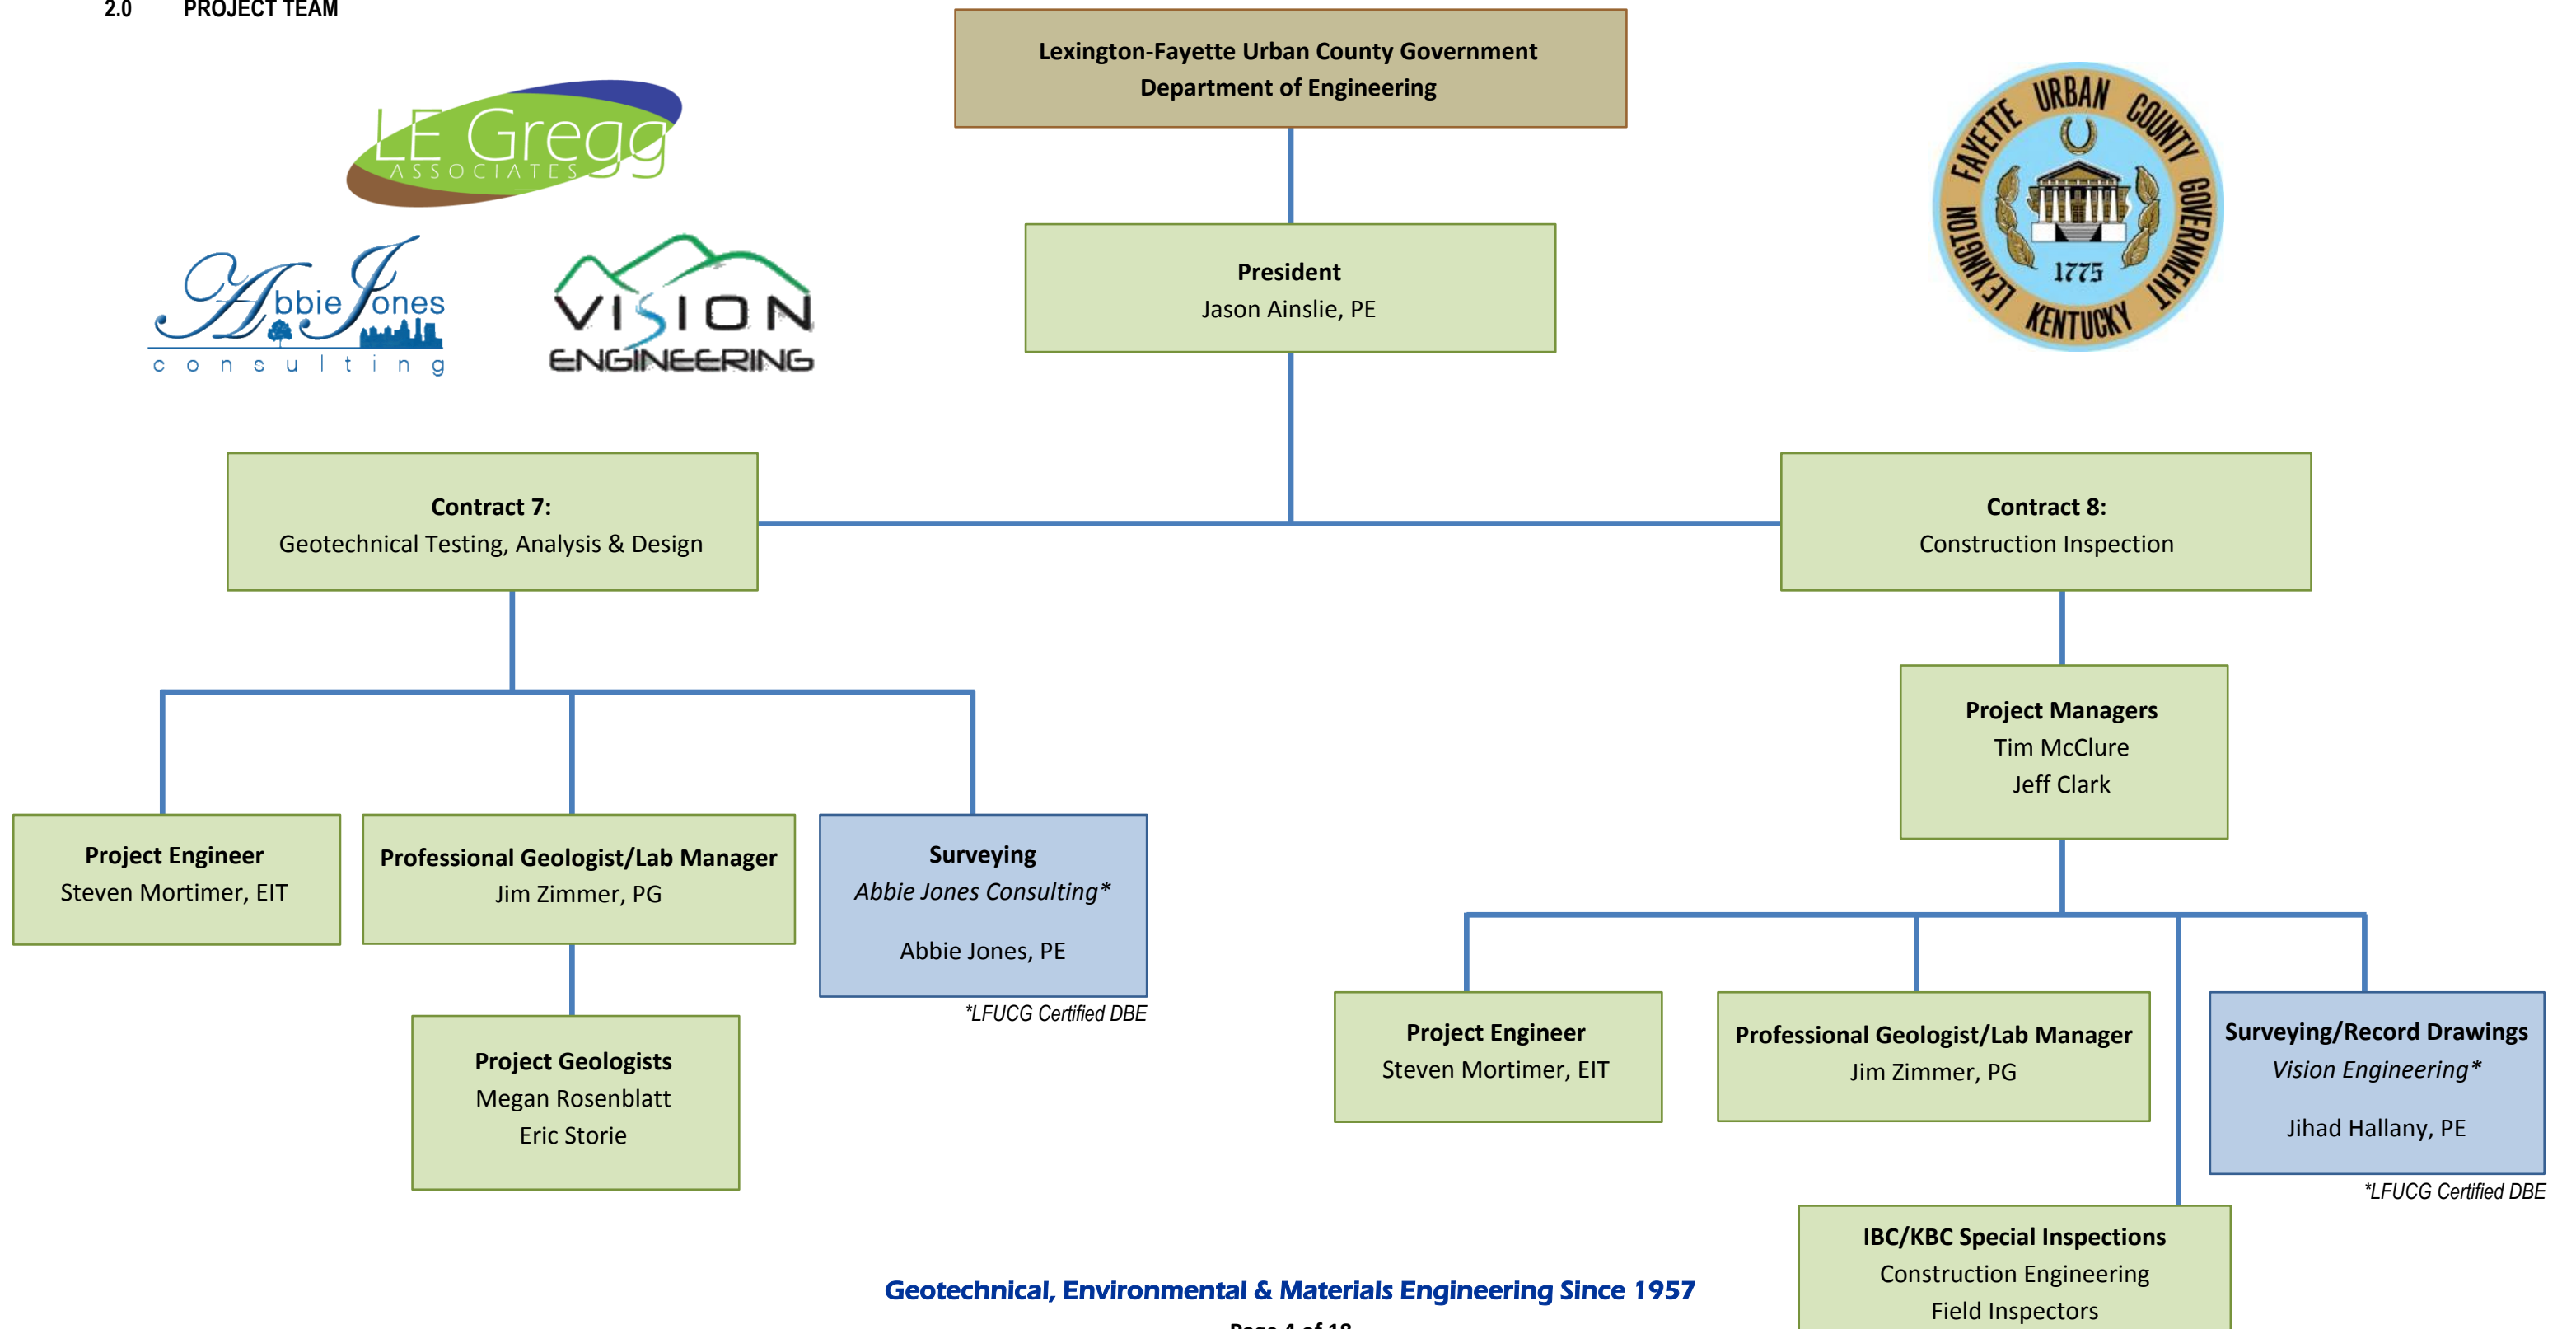 2.0 PROJECT TEAM
Lexington-Fayette Urban County Government
Department of Engineering
LE Gregg
ASSOCIATES
Abbie Jones
consulting
VISION
ENGINEERING
LEXINGTON FAYETTE URBAN COUNTY GOVERNMENT
KENTUCKY
1775
President
Jason Ainslie, PE
Contract 7:
Geotechnical Testing, Analysis & Design
Contract 8:
Construction Inspection
Project Managers
Tim McClure
Jeff Clark
Project Engineer
Steven Mortimer, EIT
Professional Geologist/Lab Manager
Jim Zimmer, PG
Surveying
Abbie Jones Consulting*
Abbie Jones, PE
*LFUCG Certified DBE
Project Geologists
Megan Rosenblatt
Eric Storie
Project Engineer
Steven Mortimer, EIT
Professional Geologist/Lab Manager
Jim Zimmer, PG
Surveying/Record Drawings
Vision Engineering*
Jihad Hallany, PE
*LFUCG Certified DBE
IBC/KBC Special Inspections
Construction Engineering
Field Inspectors
Geotechnical, Environmental & Materials Engineering Since 1957
Page 4 of 18